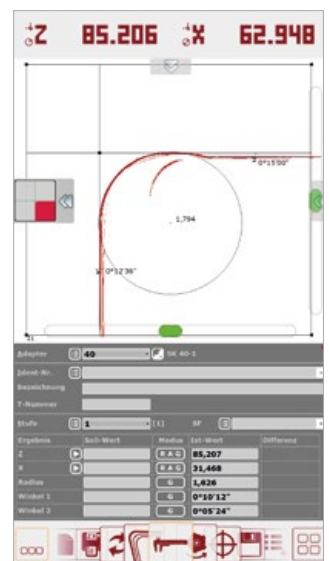 Z 85.206 X 62.948
0°15'00"
1,794
0°12'36"
Adapter 40 SK 40-1
Ident-Nr.
Bezeichnung
T-Nummer
Stufe 1 [1] SF
Ergebnis Soll-Wert Modus Ist-Wert Differenz
Z R A G 85,207
X R A G 31,468
Radius G 1,626
Winkel 1 G 0°10'12"
Winkel 2 G 0°05'24"